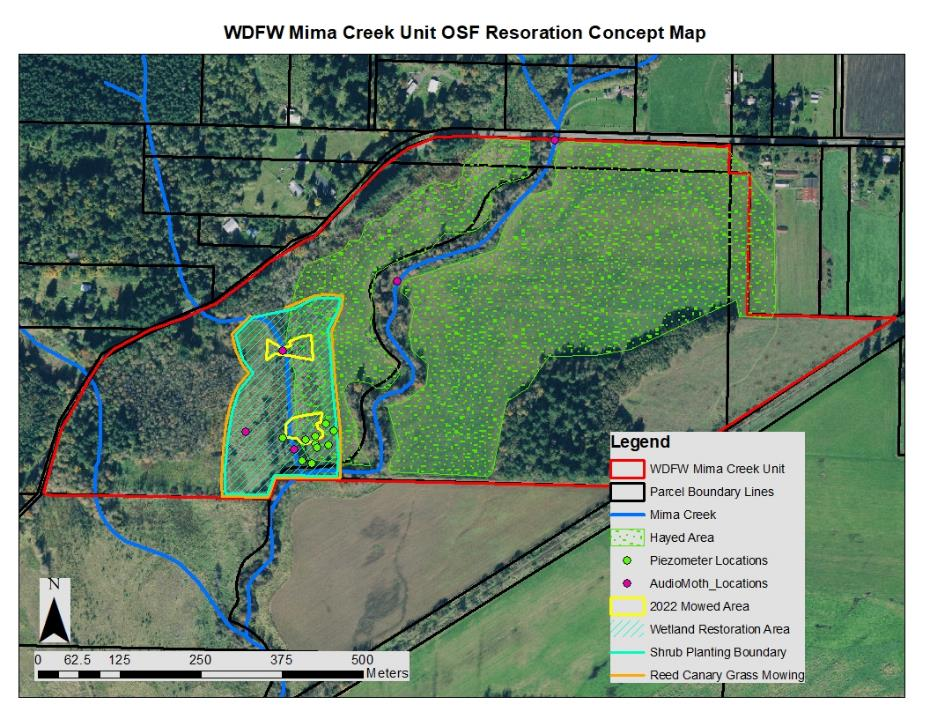 WDFW Mima Creek Unit OSF Resoration Concept Map
Legend
WDFW Mima Creek Unit
Parcel Boundary Lines
Mima Creek
Hayed Area
Piezometer Locations
AudioMoth_Locations
2022 Mowed Area
Wetland Restoration Area
Shrub Planting Boundary
Reed Canary Grass Mowing
N
0 62.5 125 250 375 500
Meters